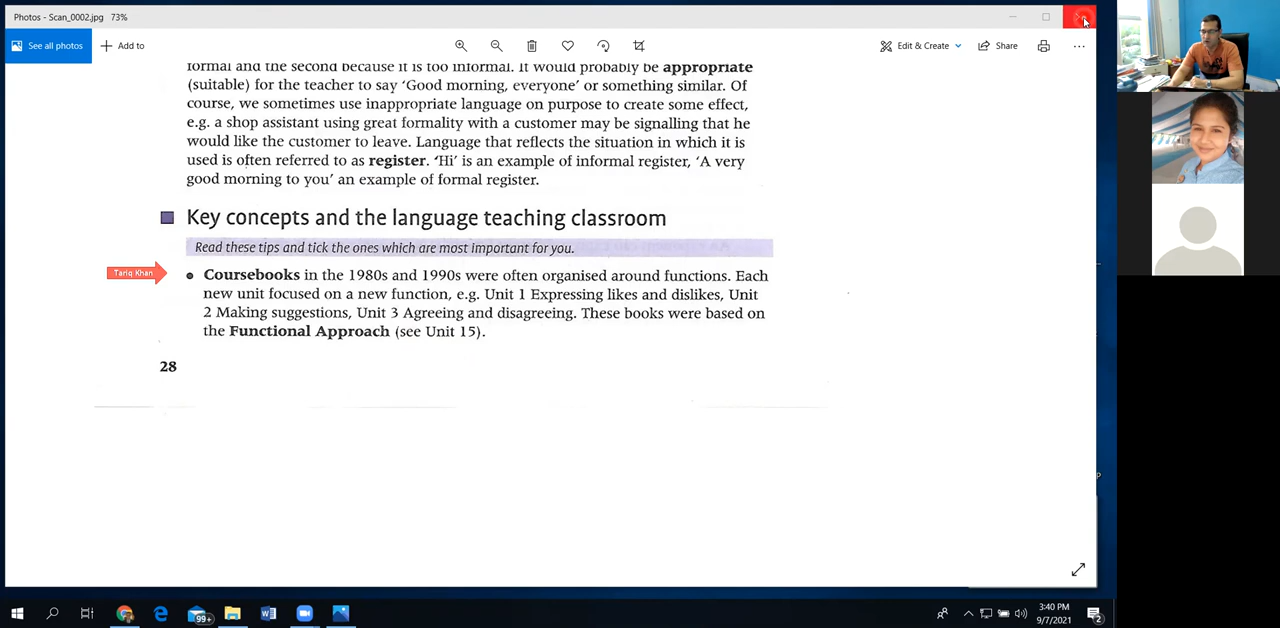 Photos - Scan_0002.jpg 73%
See all photos
Add to
Edit & Create
Share
formal and the second because it is too informal. It would probably be appropriate
(suitable) for the teacher to say 'Good morning, everyone' or something similar. Of
course, we sometimes use inappropriate language on purpose to create some effect,
e.g. a shop assistant using great formality with a customer may be signalling that he
would like the customer to leave. Language that reflects the situation in which it is
used is often referred to as register. 'Hi' is an example of informal register, 'A very
good morning to you' an example of formal register.
Key concepts and the language teaching classroom
Read these tips and tick the ones which are most important for you.
Tariq Khan
Coursebooks in the 1980s and 1990s were often organised around functions. Each
new unit focused on a new function, e.g. Unit 1 Expressing likes and dislikes, Unit
2 Making suggestions, Unit 3 Agreeing and disagreeing. These books were based on
the Functional Approach (see Unit 15).
28
99+
3:40 PM
9/7/2021
2